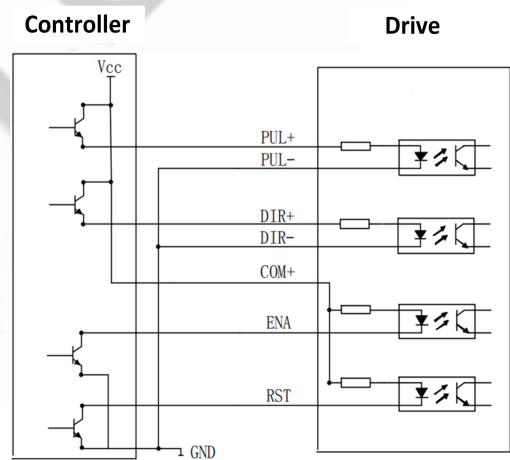 Controller
Drive
Vcc
PUL+
PUL-
DIR+
DIR-
COM+
ENA
RST
GND